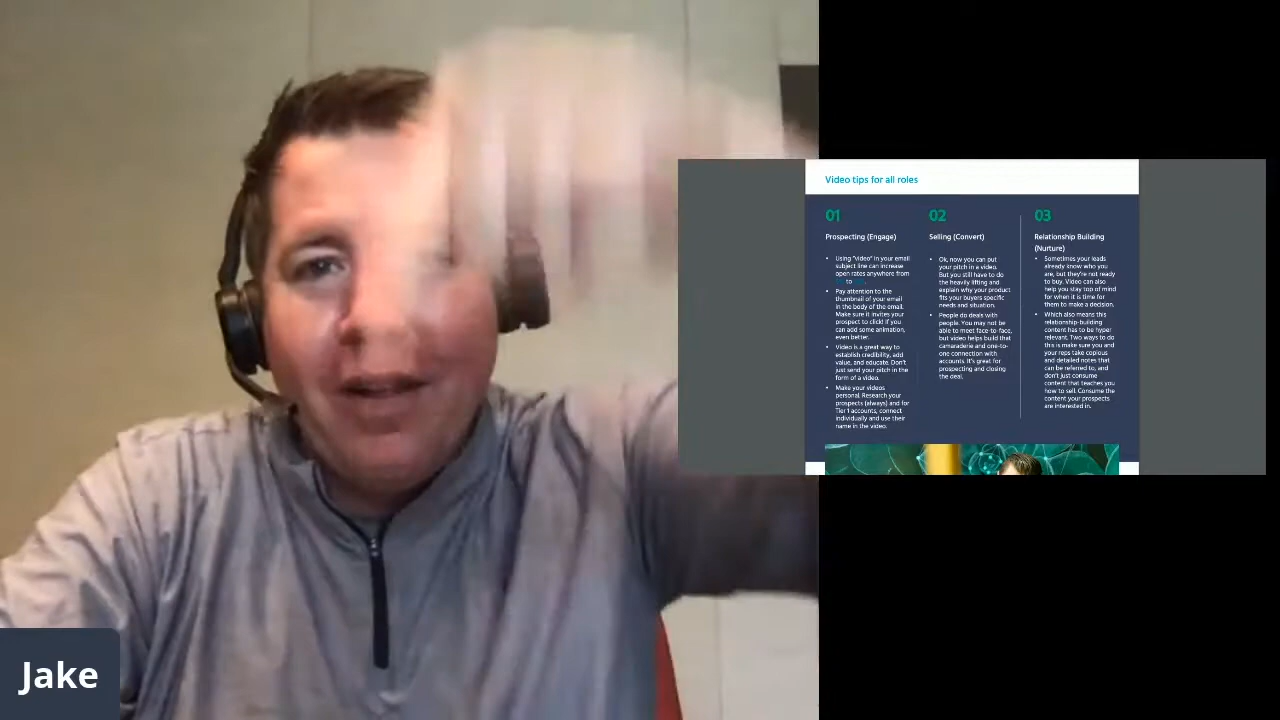 Video tips for all roles
01
Prospecting (Engage)
Using "video" in your email
subject line can increase
open rates anywhere from
to
Pay attention to the
thumbnail of your email
in the body of the email.
Make sure it invites your
prospect to click! If you
can add some animation,
even better.
Video is a great way to
establish credibility, add
value, and educate. Don't
just send your pitch in the
form of a video.
Make your videos
personal. Research your
prospects (always) and for
Tier 1 accounts, connect
individually and use their
name in the video.
02
Selling (Convert)
Ok, now you can put
your pitch in a video.
But you still have to do
the heavily lifting and
explain why your product
fits your buyers specific
needs and situation.
People do deals with
people. You may not be
able to meet face-to-face,
but video helps build that
camaraderie and one-to-
one connection with
accounts. It's great for
prospecting and closing
the deal.
03
Relationship Building
(Nurture)
Sometimes your leads
already know who you
are, but they're not ready
to buy. Video can also
help you stay top of mind
for when it is time for
them to make a decision.
Which also means this
relationship-building
content has to be hyper
relevant. Two ways to do
this is make sure you and
your reps take copious
and detailed notes that
can be referred to, and
don't just consume
content that teaches you
how to sell. Consume the
content your prospects
are interested in.
Jake